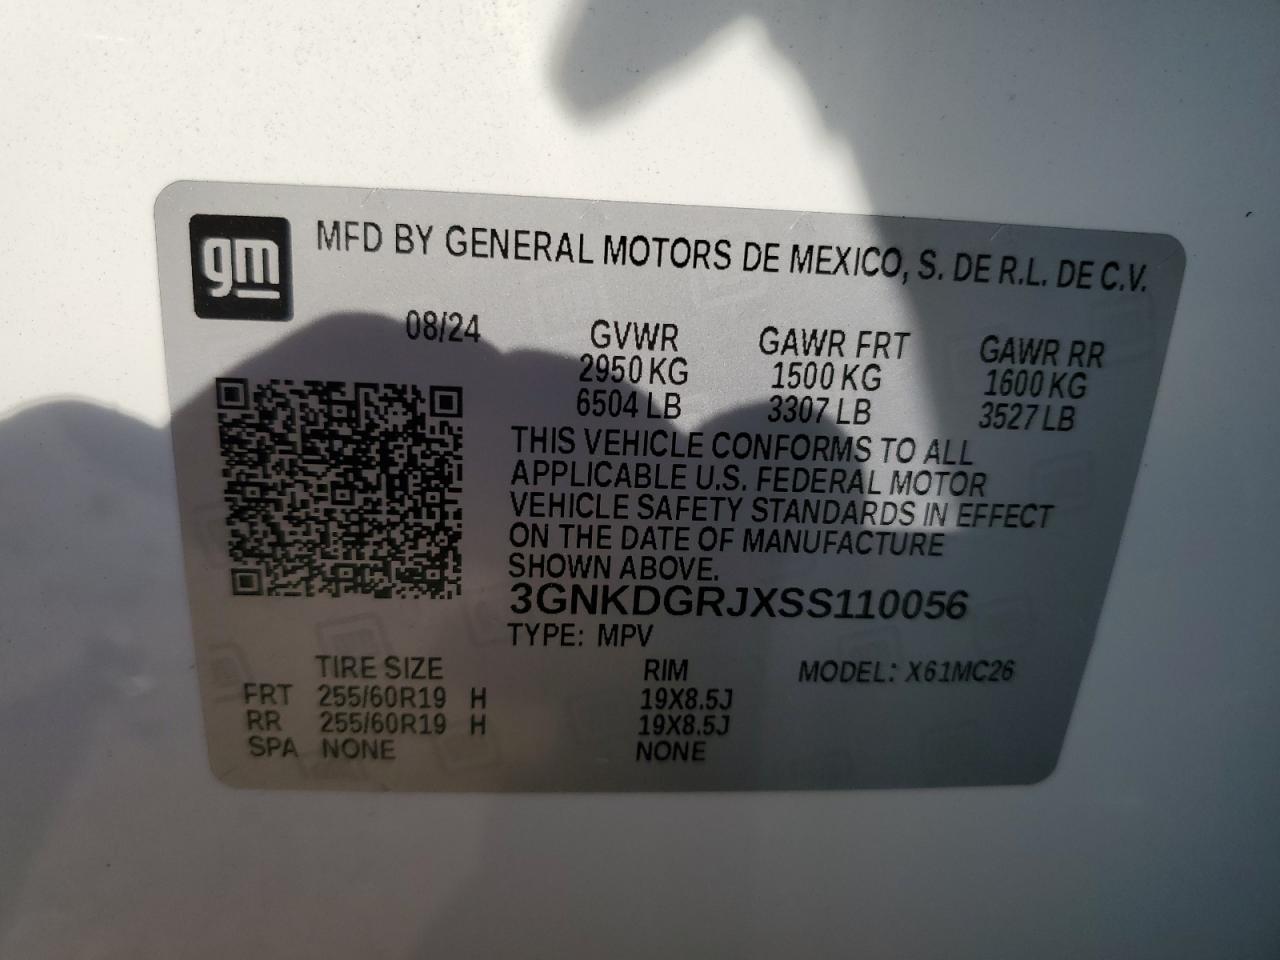 gm
MFD BY GENERAL MOTORS DE MEXICO, S. DE R.L. DE C.V.
08/24 GVWR GAWR FRT GAWR RR
2950 KG 1500 KG 1600 KG
6504 LB 3307 LB 3527 LB
THIS VEHICLE CONFORMS TO ALL
APPLICABLE U.S. FEDERAL MOTOR
VEHICLE SAFETY STANDARDS IN EFFECT
ON THE DATE OF MANUFACTURE
SHOWN ABOVE.
3GNKDGRJXSS110056
TYPE: MPV
TIRE SIZE RIM MODEL: X61MC26
FRT 255/60R19 H 19X8.5J
RR 255/60R19 H 19X8.5J
SPA NONE NONE